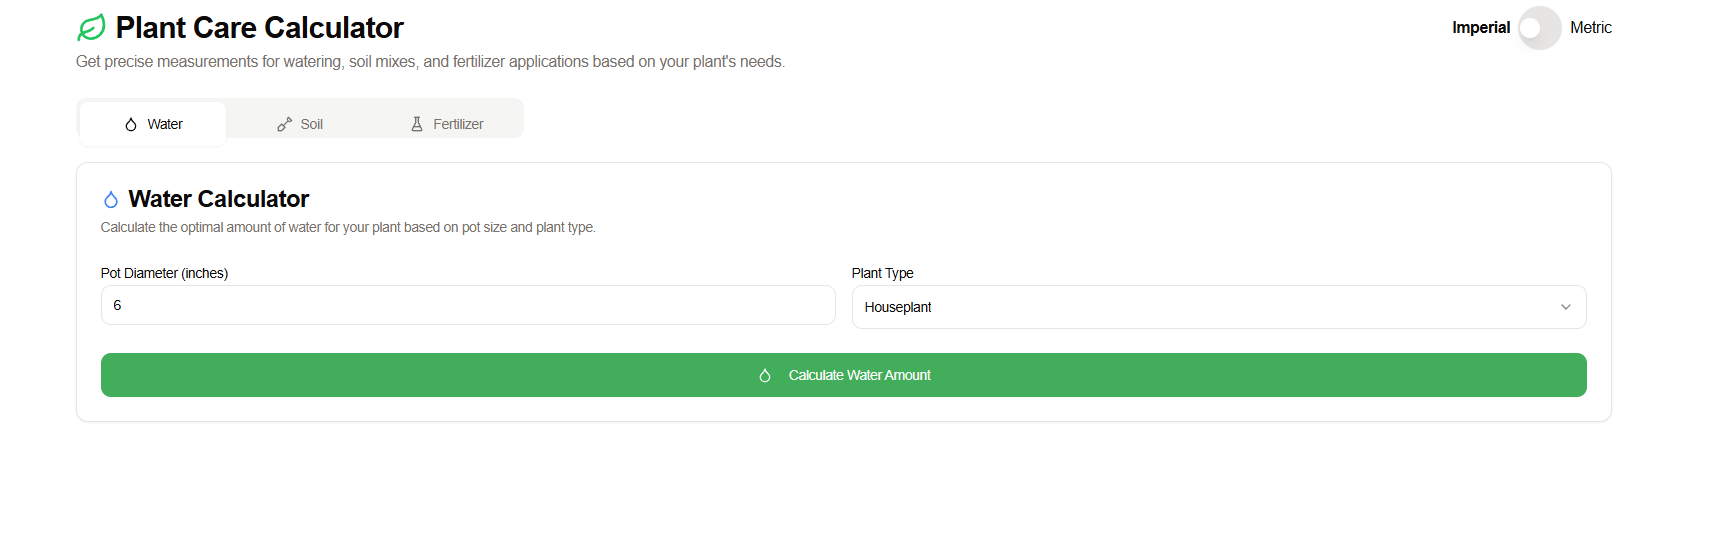 Plant Care Calculator
Imperial Metric
Get precise measurements for watering, soil mixes, and fertilizer applications based on your plant's needs.
Water Soil Fertilizer
Water Calculator
Calculate the optimal amount of water for your plant based on pot size and plant type.
Pot Diameter (inches) Plant Type
6 Houseplant
Calculate Water Amount